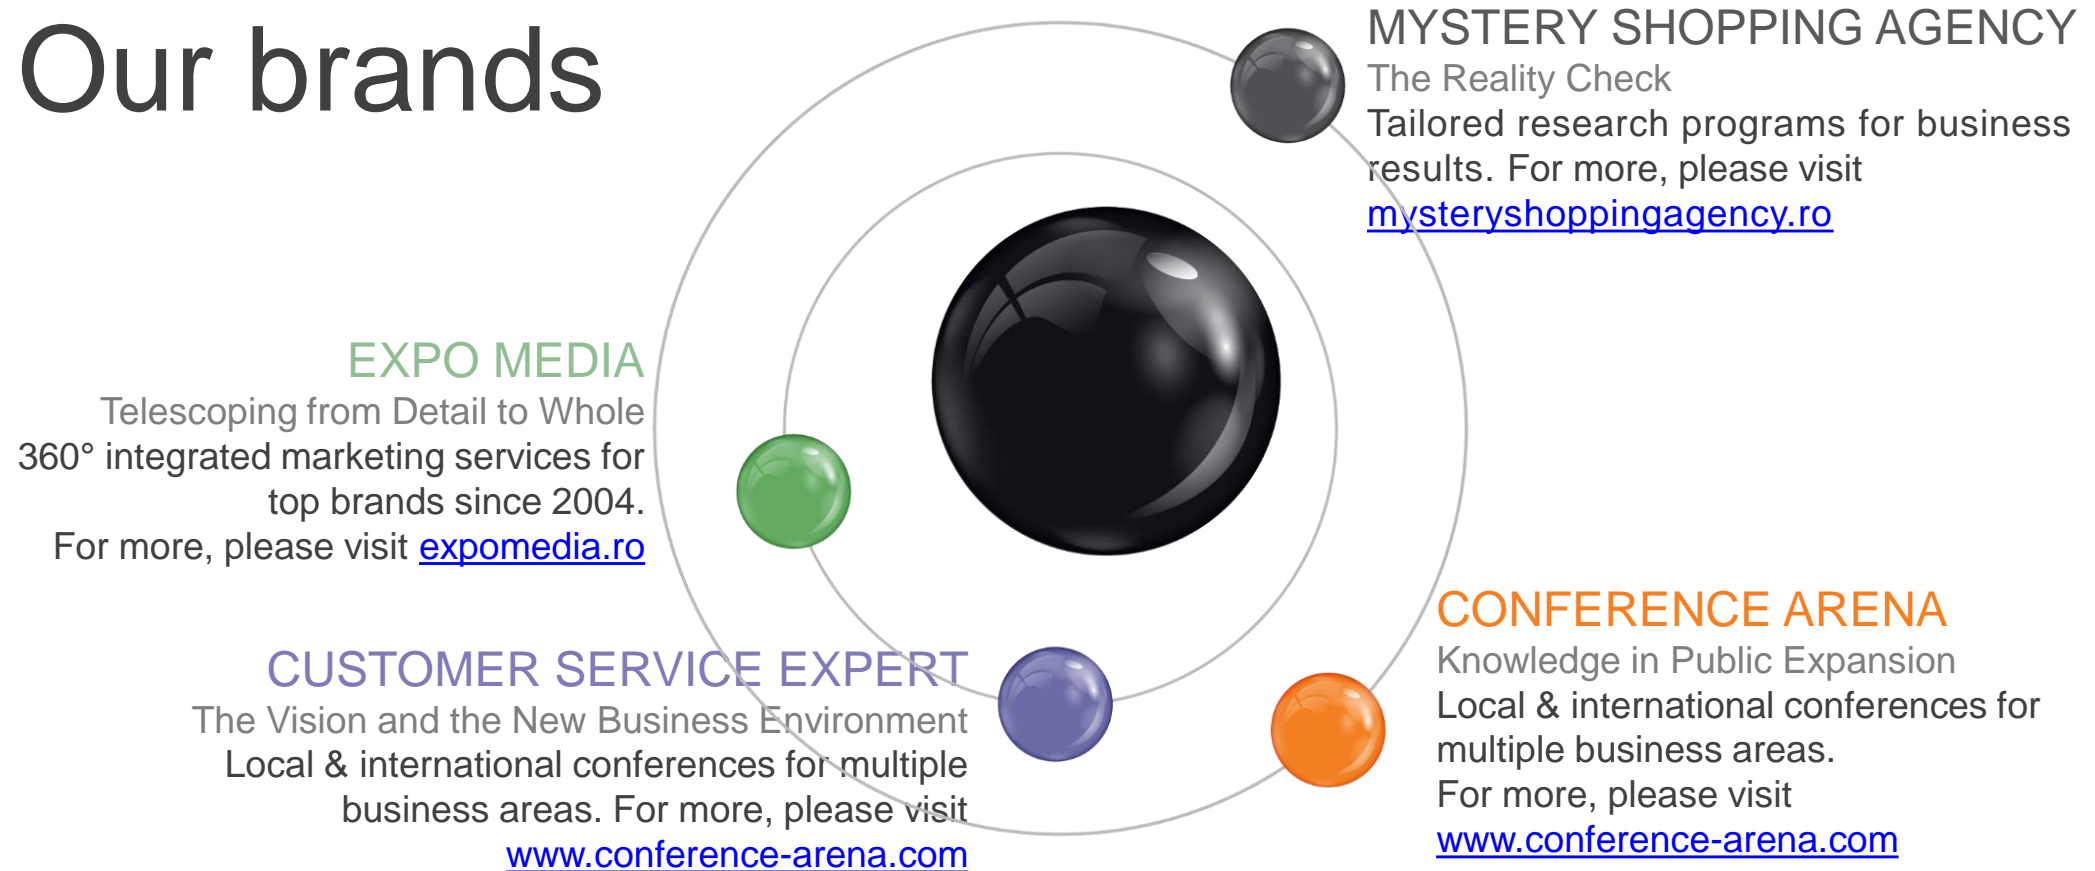 Our brands
MYSTERY SHOPPING AGENCY
The Reality Check
Tailored research programs for business
results. For more, please visit
mysteryshoppingagency.ro
EXPO MEDIA
Telescoping from Detail to Whole
360° integrated marketing services for
top brands since 2004.
For more, please visit expomedia.ro
CUSTOMER SERVICE EXPERT
The Vision and the New Business Environment
Local & international conferences for multiple
business areas. For more, please visit
www.conference-arena.com
CONFERENCE ARENA
Knowledge in Public Expansion
Local & international conferences for
multiple business areas.
For more, please visit
www.conference-arena.com